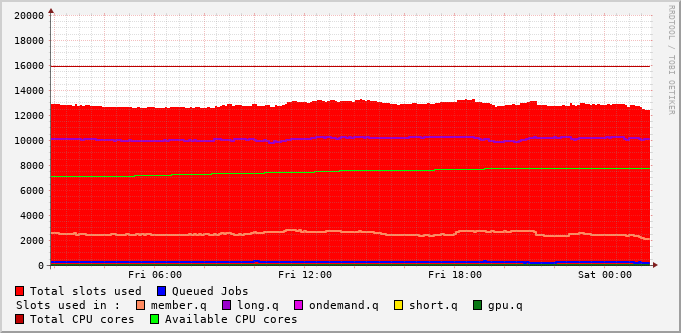 RRDTOOL / TOBI OETIKER
20000
18000
16000
14000
12000
10000
8000
6000
4000
2000
0
Fri 06:00 Fri 12:00 Fri 18:00 Sat 00:00
Total slots used Queued Jobs
Slots used in : member.q long.q ondemand.q short.q gpu.q
Total CPU cores Available CPU cores